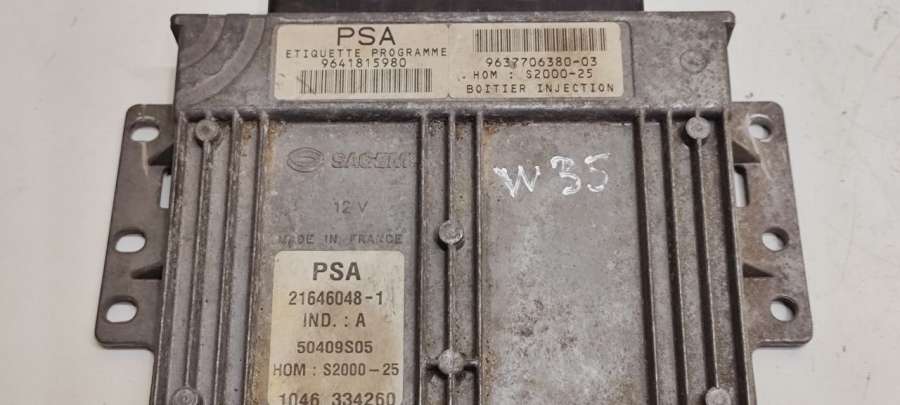 PSA
ETIQUETTE PROGRAMME
9641815980
9637706380-03
HOM : S2000-25
BOITIER INJECTION
SAGEM
W35
12 V
MADE IN FRANCE
PSA
21646048-1
IND. : A
50409S05
HOM : S2000-25
1046 334260